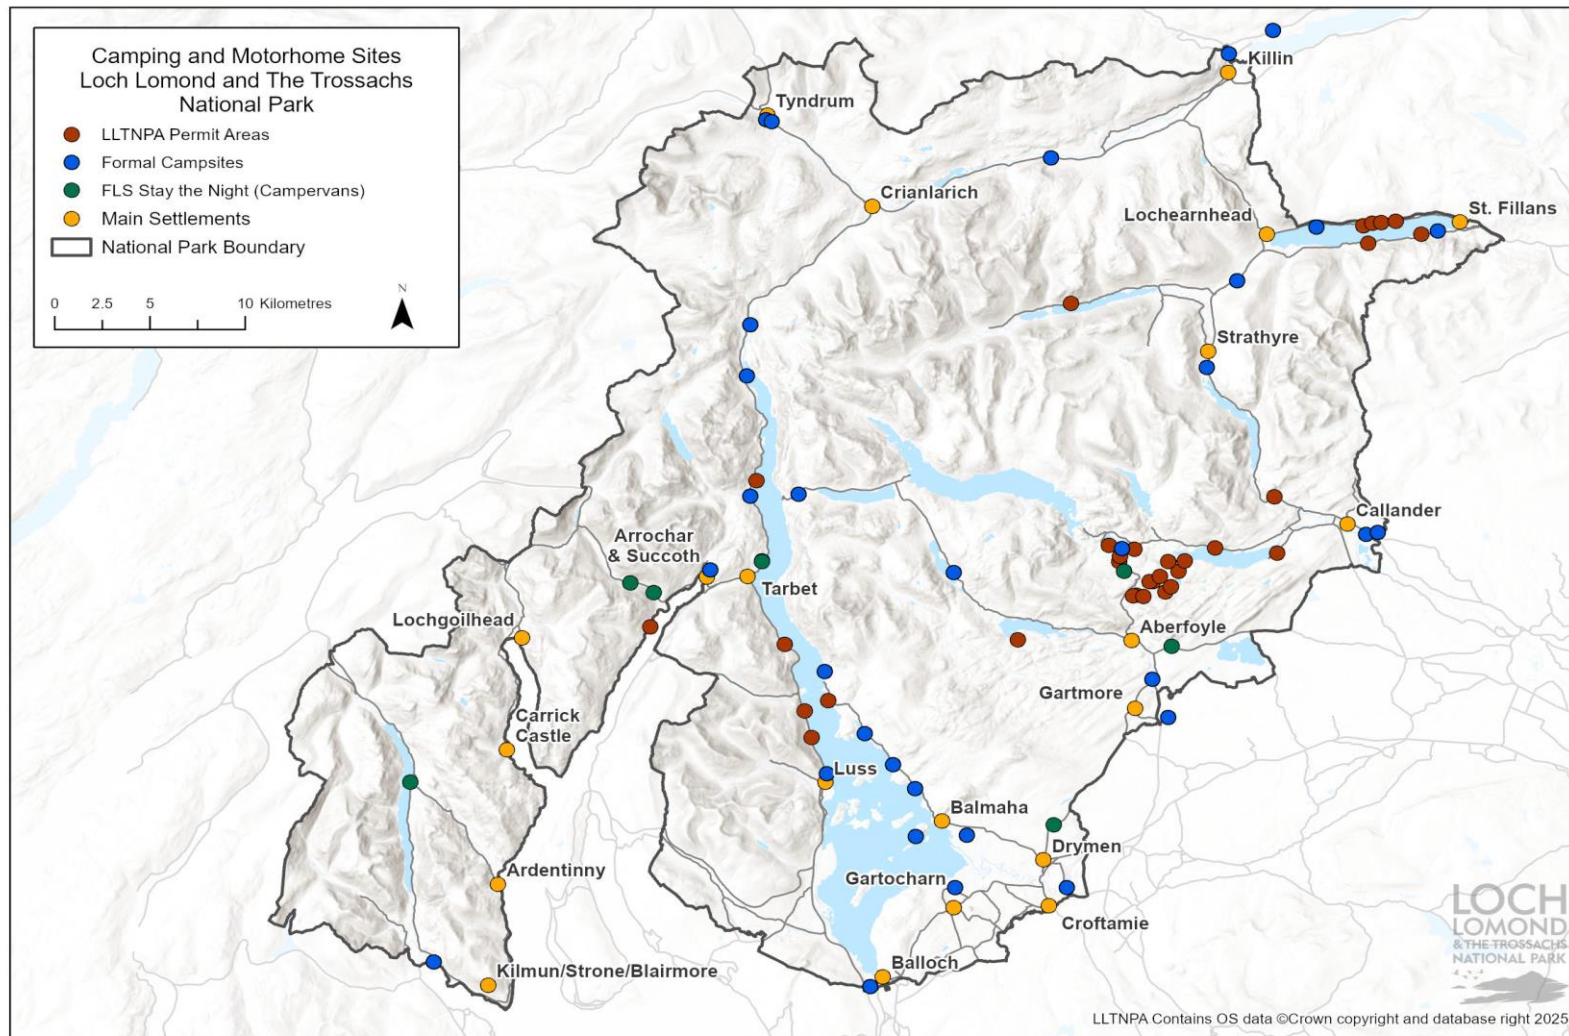 Camping and Motorhome Sites
Loch Lomond and The Trossachs
National Park
LLTNPA Permit Areas
Formal Campsites
FLS Stay the Night (Campervans)
Main Settlements
National Park Boundary
0 2.5 5 10 Kilometres
N
Killin
Tyndrum
Crianlarich
Lochearnhead
St. Fillans
Strathyre
Callander
Arrochar
& Succoth
Tarbet
Lochgoilhead
Aberfoyle
Gartmore
Carrick
Castle
Luss
Balmaha
Drymen
Ardentinny
Gartocharn
Croftamie
Kilmun/Strone/Blairmore
Balloch
LOCH
LOMOND
& THE TROSSACHS
NATIONAL PARK
LLTNPA Contains OS data ©Crown copyright and database right 2025